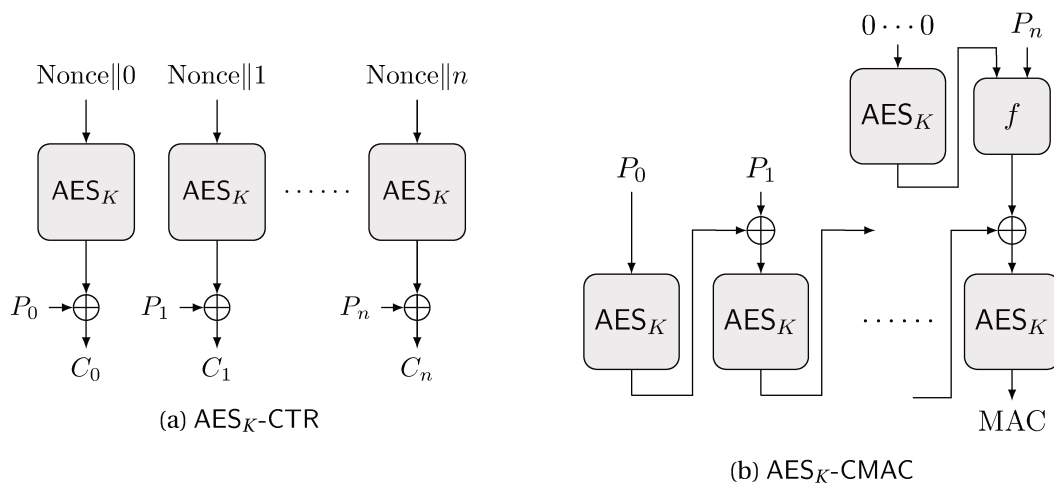 Nonce∥0 Nonce∥1 Nonce∥n
AES_K AES_K ······ AES_K
P_0 P_1 P_n
C_0 C_1 C_n
(a) AES_K-CTR
0···0 P_n
AES_K f
P_0 P_1
AES_K AES_K ······ AES_K
MAC
(b) AES_K-CMAC